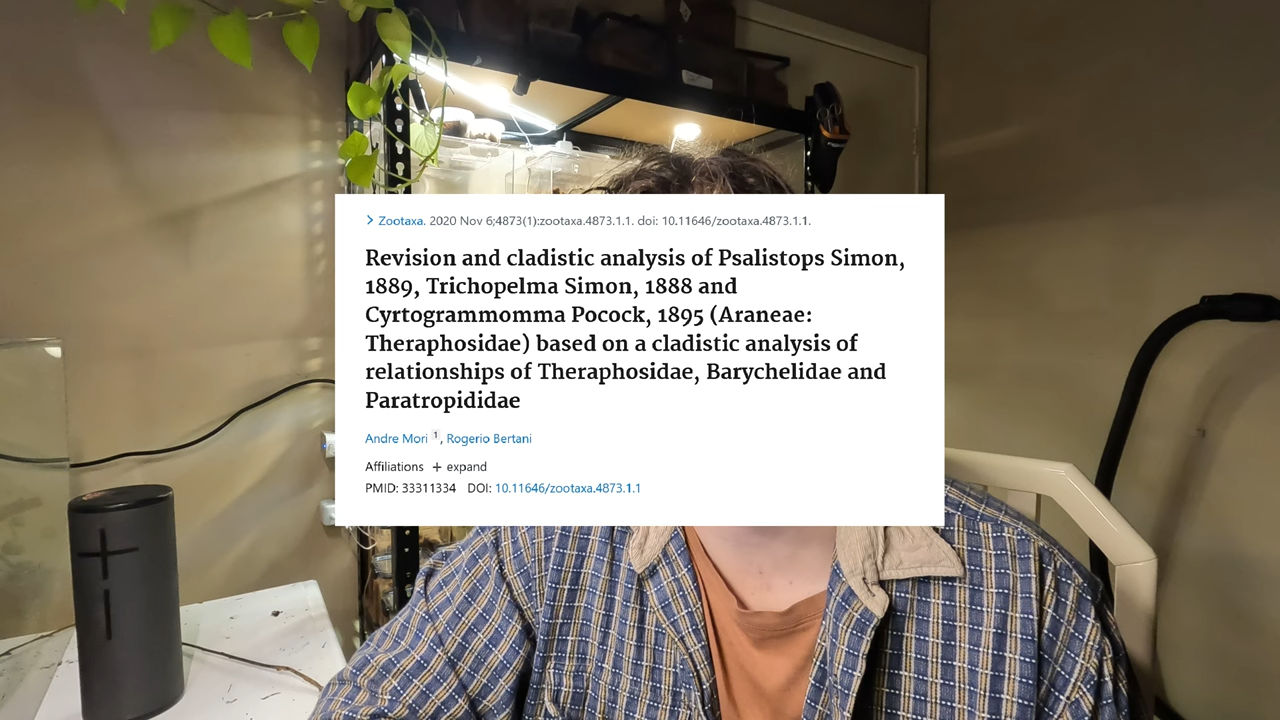 Zootaxa. 2020 Nov 6;4873(1):zootaxa.4873.1.1. doi: 10.11646/zootaxa.4873.1.1.
Revision and cladistic analysis of Psalistops Simon,
1889, Trichopelma Simon, 1888 and
Cyrtogrammomma Pocock, 1895 (Araneae:
Theraphosidae) based on a cladistic analysis of
relationships of Theraphosidae, Barychelidae and
Paratropididae
Andre Mori 1, Rogerio Bertani
Affiliations + expand
PMID: 33311334 DOI: 10.11646/zootaxa.4873.1.1